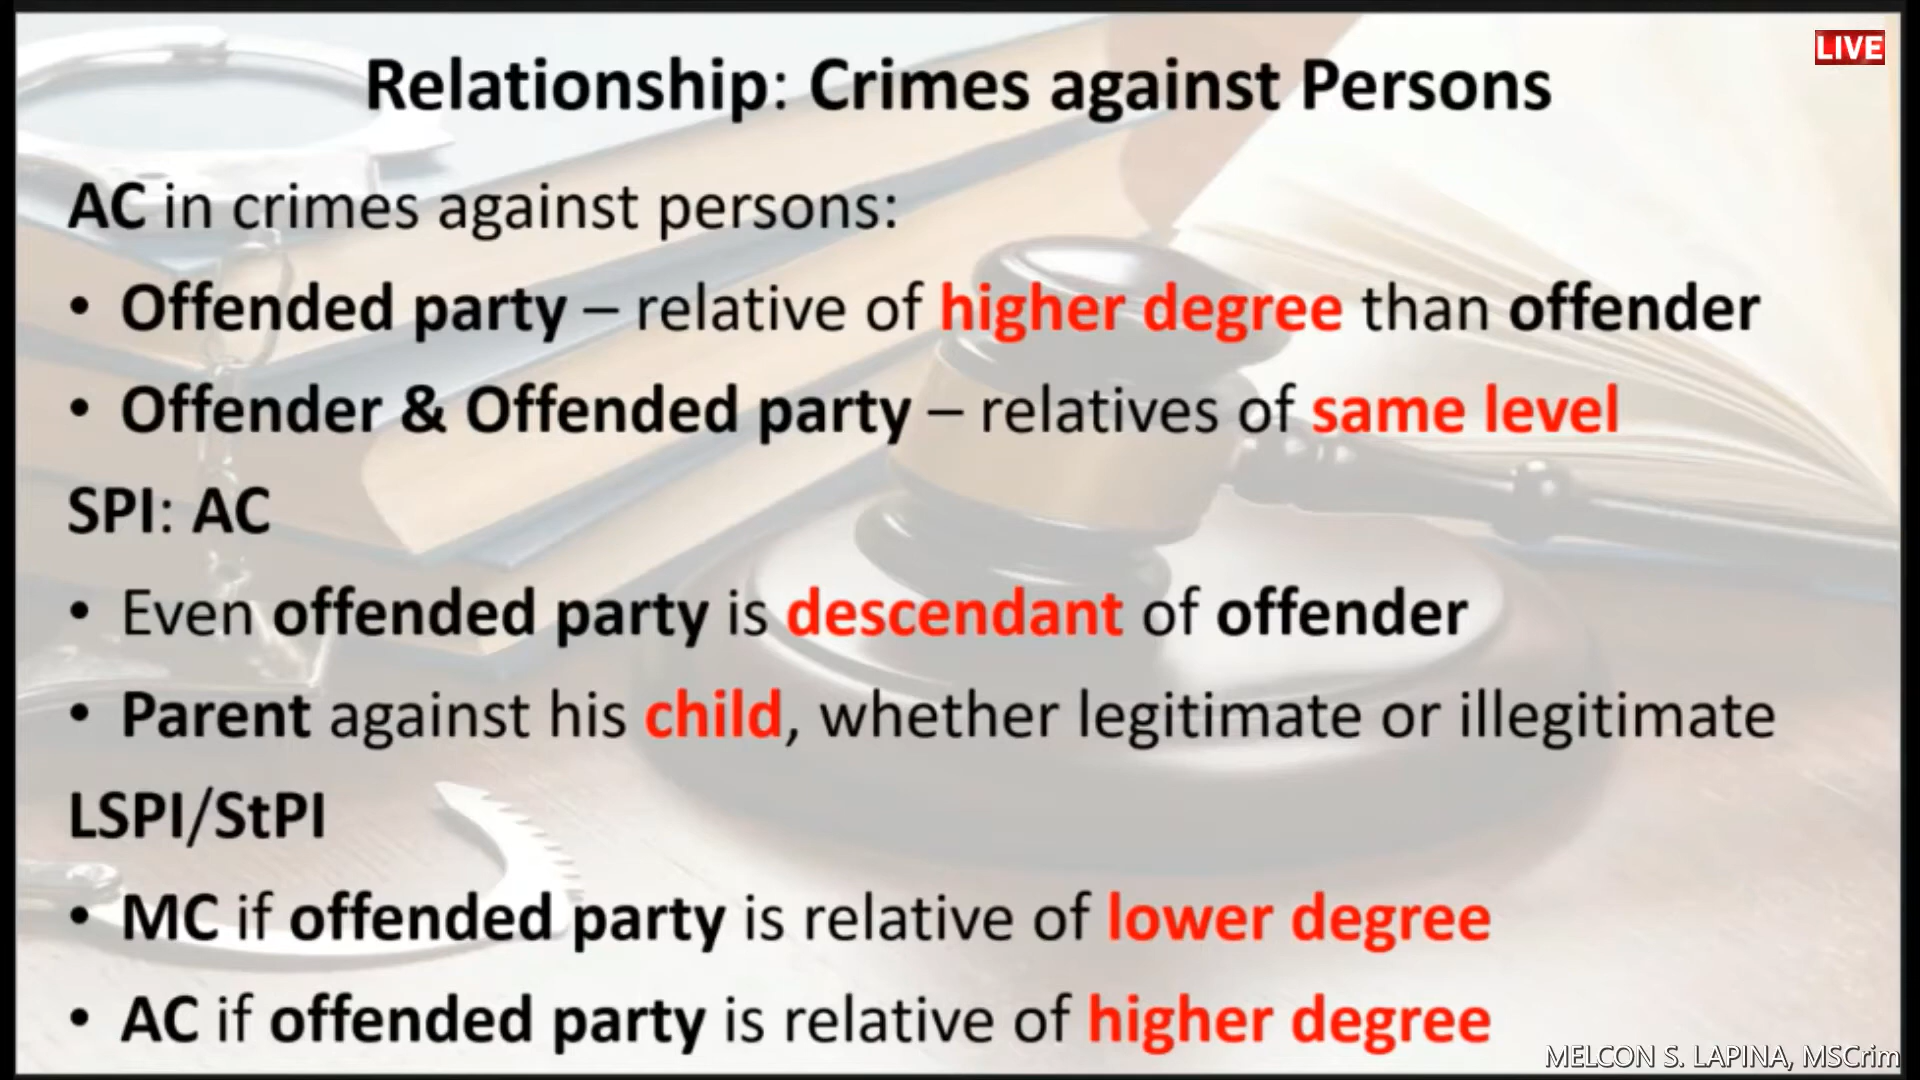 LIVE
Relationship: Crimes against Persons
AC in crimes against persons:
• Offended party – relative of higher degree than offender
• Offender & Offended party – relatives of same level
SPI: AC
• Even offended party is descendant of offender
• Parent against his child, whether legitimate or illegitimate
LSPI/StPI
• MC if offended party is relative of lower degree
• AC if offended party is relative of higher degree
MELCON S. LAPINA, MSCrim